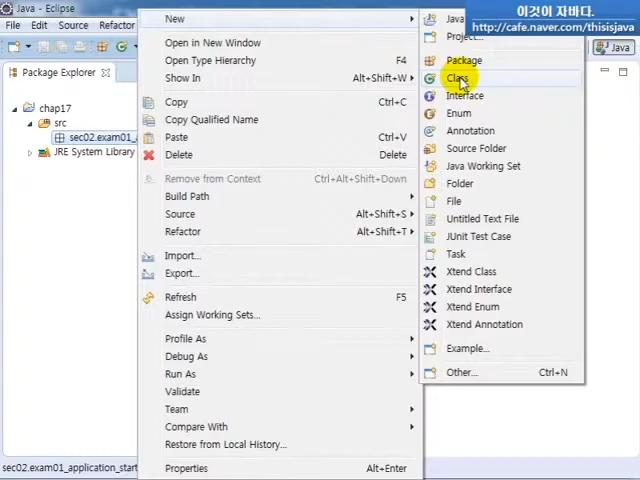 Java - Eclipse
이것이 자바다.
http://cafe.naver.com/thisisjava
File Edit Source Refactor
Java
Package Explorer
chap17
src
sec02.exam01_
JRE System Library
New
Open in New Window
Open Type Hierarchy F4
Show In Alt+Shift+W
Copy Ctrl+C
Copy Qualified Name
Paste Ctrl+V
Delete Delete
Remove from Context Ctrl+Alt+Shift+Down
Build Path
Source Alt+Shift+S
Refactor Alt+Shift+T
Import...
Export...
Refresh F5
Assign Working Sets...
Profile As
Debug As
Run As
Validate
Team
Compare With
Restore from Local History...
Properties Alt+Enter
Java
Project...
Package
Class
Interface
Enum
Annotation
Source Folder
Java Working Set
Folder
File
Untitled Text File
JUnit Test Case
Task
Xtend Class
Xtend Interface
Xtend Enum
Xtend Annotation
Example...
Other... Ctrl+N
sec02.exam01_application_start